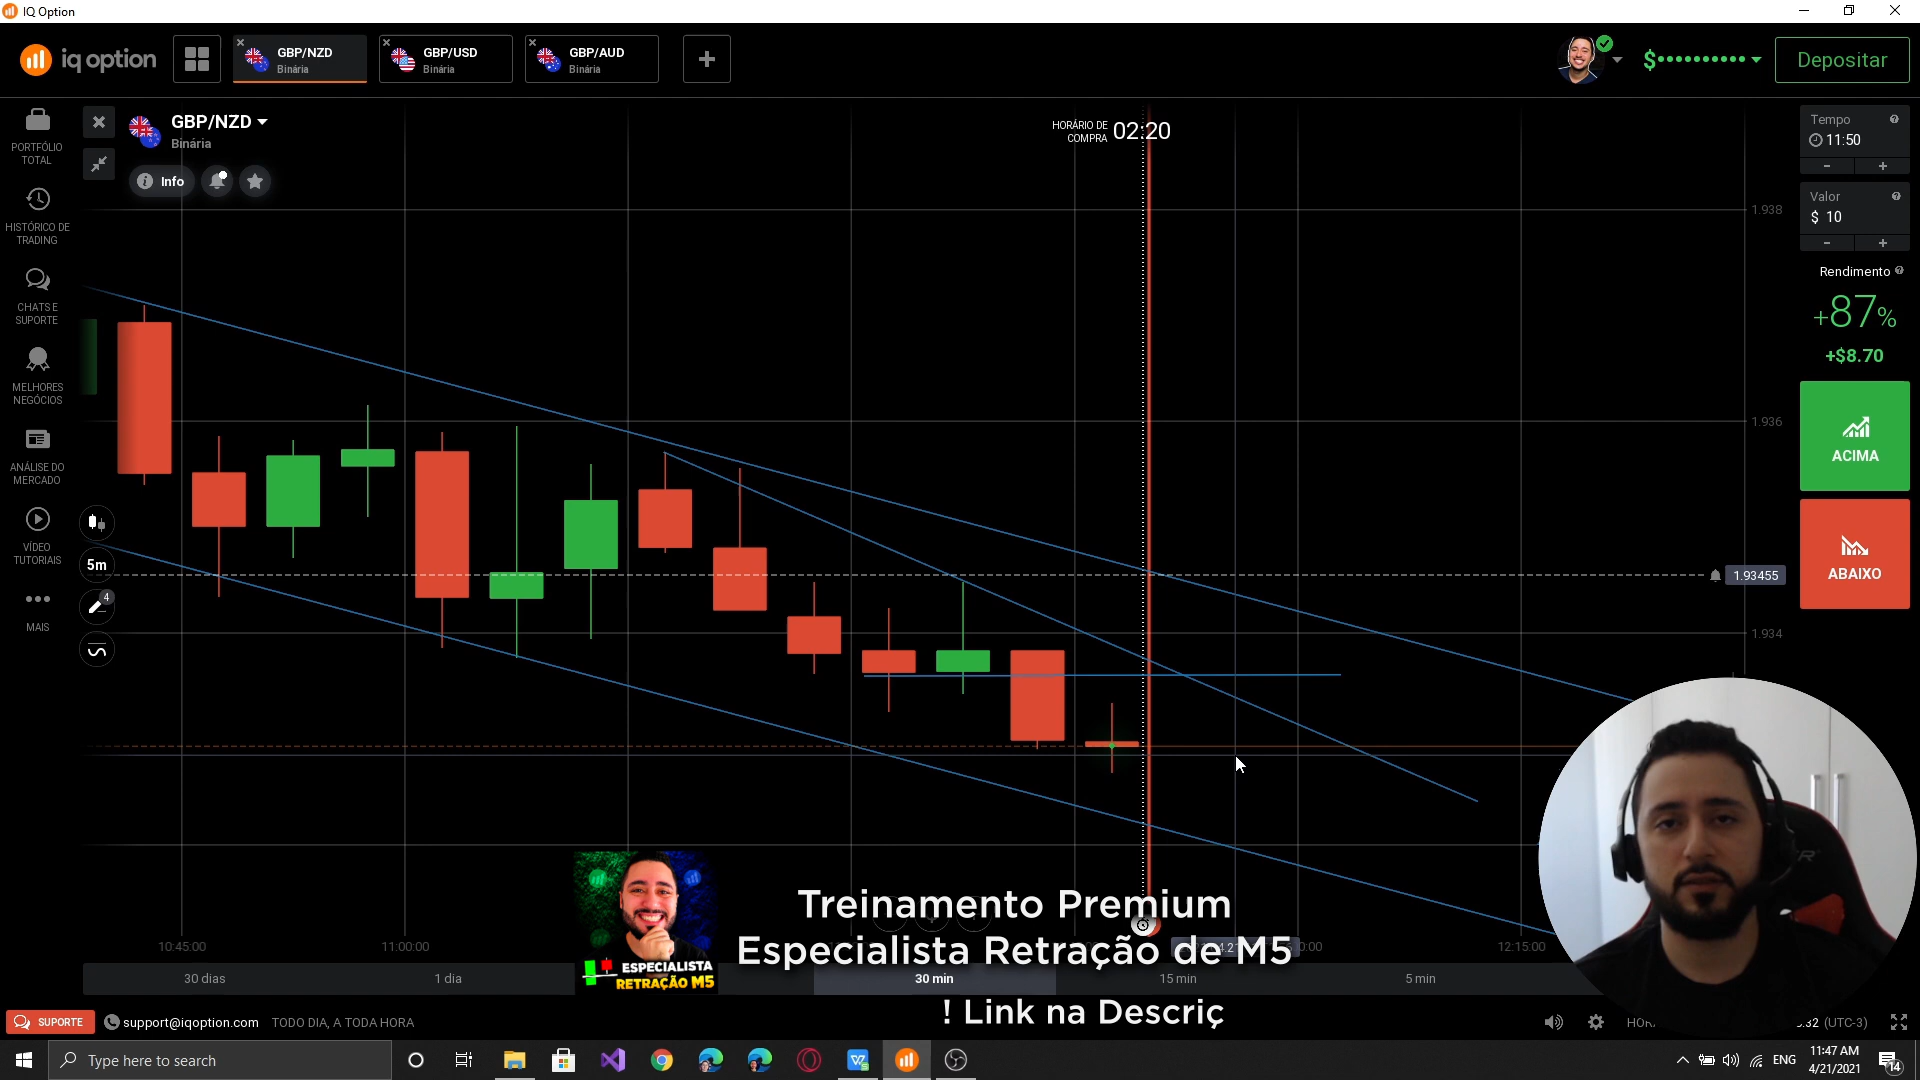 IQ Option
iq option
GBP/NZD
Binária
GBP/USD
Binária
GBP/AUD
Binária
Depositar
PORTFÓLIO
TOTAL
HISTÓRICO DE
TRADING
CHATS E
SUPORTE
MELHORES
NEGÓCIOS
ANÁLISE DO
MERCADO
VÍDEO
TUTORIAIS
MAIS
GBP/NZD
Binária
Info
5m
4
HORÁRIO DE
COMPRA
02:20
1.938
1.936
1.93455
1.934
Tempo
11:50
Valor
$ 10
Rendimento
+87%
+$8.70
ACIMA
ABAIXO
10:45:00
11:00:00
12:15:00
ESPECIALISTA
RETRAÇÃO M5
Treinamento Premium
Especialista Retração de M5
! Link na Descriç
30 dias
1 dia
30 min
15 min
5 min
SUPORTE
support@iqoption.com
TODO DIA, A TODA HORA
(UTC-3)
Type here to search
ENG
11:47 AM
4/21/2021
14